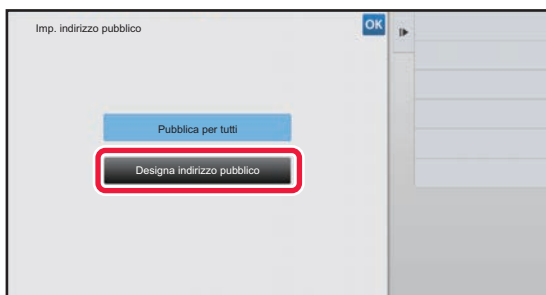 Imp. indirizzo pubblico
OK
Pubblica per tutti
Designa indirizzo pubblico